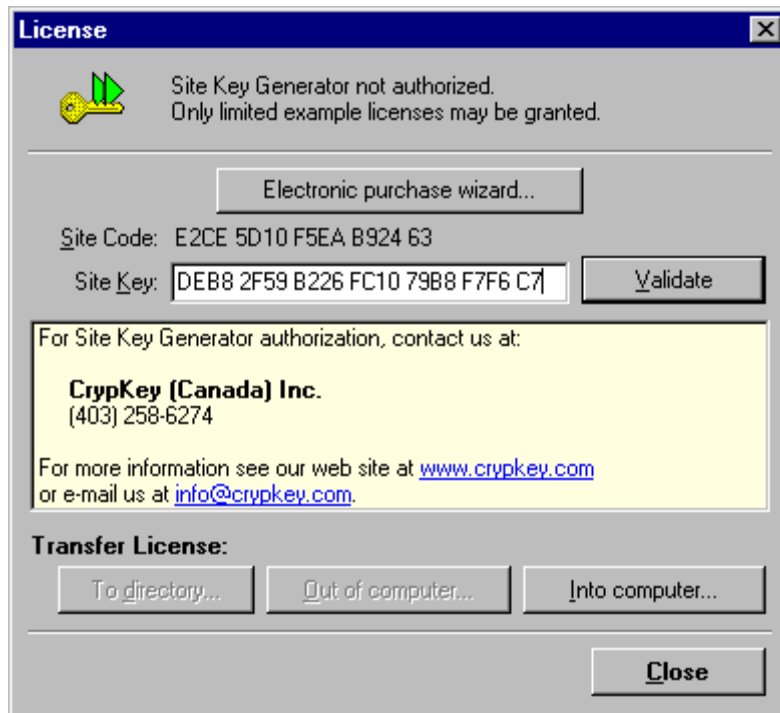 License
Site Key Generator not authorized.
Only limited example licenses may be granted.
Electronic purchase wizard...
Site Code: E2CE 5D10 F5EA B924 63
Site Key: DEB8 2F59 B226 FC10 79B8 F7F6 C7
Validate
For Site Key Generator authorization, contact us at:
CrypKey (Canada) Inc.
(403) 258-6274
For more information see our web site at www.crypkey.com
or e-mail us at info@crypkey.com.
Transfer License:
To directory... Out of computer... Into computer...
Close